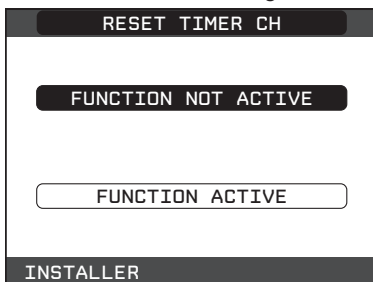 RESET TIMER CH
FUNCTION NOT ACTIVE
FUNCTION ACTIVE
INSTALLER